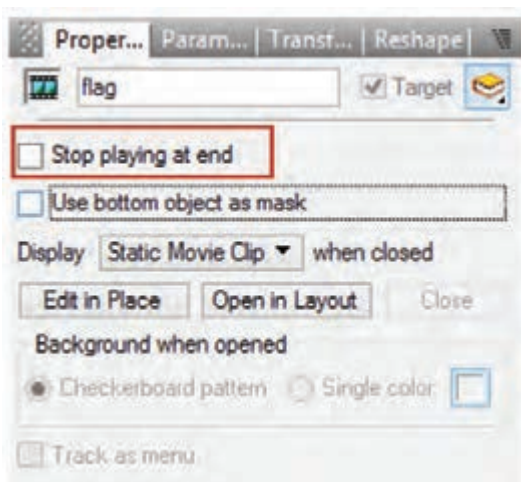 Proper... Param... Transf... Reshape
flag Target
Stop playing at end
Use bottom object as mask
Display Static Movie Clip when closed
Edit in Place Open in Layout Close
Background when opened
Checkerboard pattern Single color
Track as menu